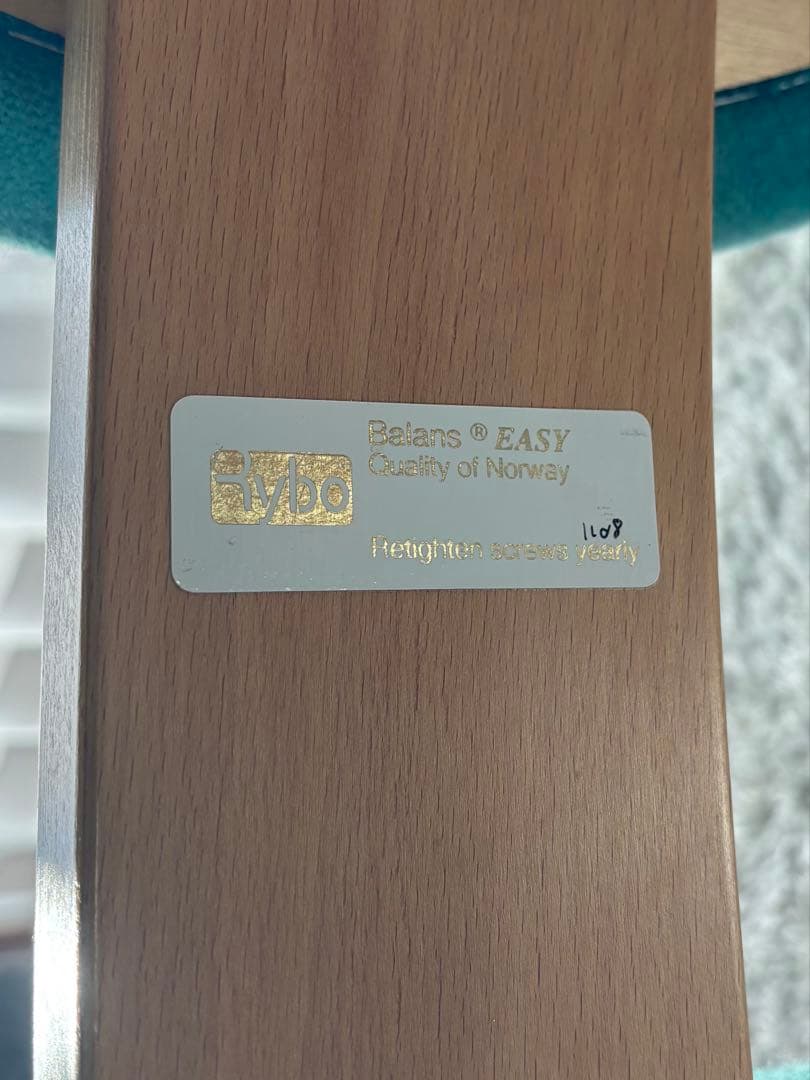 Rybo
Balans ® EASY
Quality of Norway
1108
Retighten screws yearly